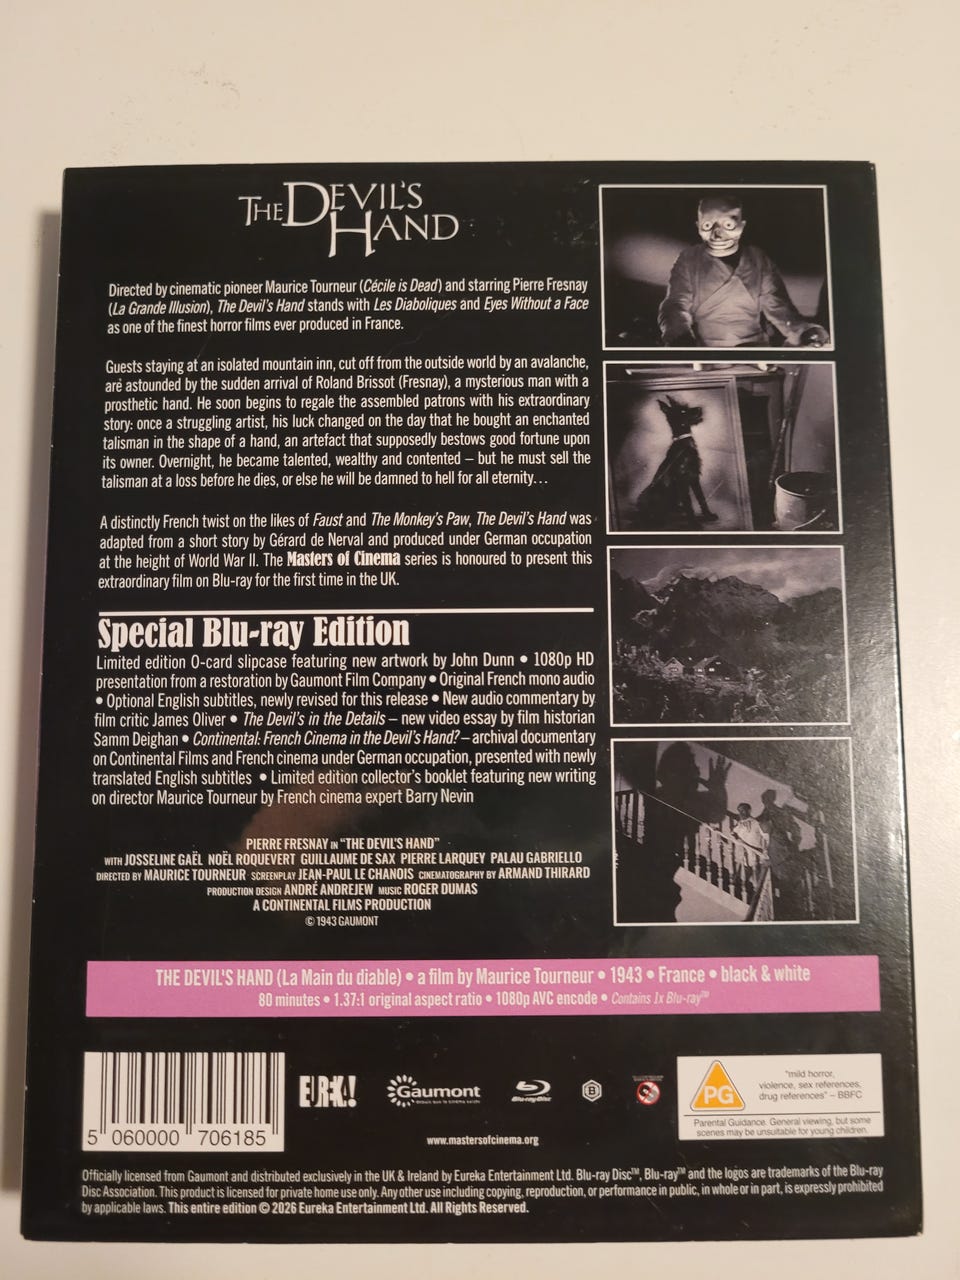 THE DEVIL'S
HAND
Directed by cinematic pioneer Maurice Tourneur (Cécile is Dead) and starring Pierre Fresnay
(La Grande Illusion), The Devil's Hand stands with Les Diaboliques and Eyes Without a Face
as one of the finest horror films ever produced in France.
Guests staying at an isolated mountain inn, cut off from the outside world by an avalanche,
are astounded by the sudden arrival of Roland Brissot (Fresnay), a mysterious man with a
prosthetic hand. He soon begins to regale the assembled patrons with his extraordinary
story: once a struggling artist, his luck changed on the day that he bought an enchanted
talisman in the shape of a hand, an artefact that supposedly bestows good fortune upon
its owner. Overnight, he became talented, wealthy and contented – but he must sell the
talisman at a loss before he dies, or else he will be damned to hell for all eternity...
A distinctly French twist on the likes of Faust and The Monkey's Paw, The Devil's Hand was
adapted from a short story by Gérard de Nerval and produced under German occupation
at the height of World War II. The Masters of Cinema series is honoured to present this
extraordinary film on Blu-ray for the first time in the UK.
Special Blu-ray Edition
Limited edition O-card slipcase featuring new artwork by John Dunn • 1080p HD
presentation from a restoration by Gaumont Film Company • Original French mono audio
• Optional English subtitles, newly revised for this release • New audio commentary by
film critic James Oliver • The Devil's in the Details – new video essay by film historian
Samm Deighan • Continental: French Cinema in the Devil's Hand? – archival documentary
on Continental Films and French cinema under German occupation, presented with newly
translated English subtitles • Limited edition collector's booklet featuring new writing
on director Maurice Tourneur by French cinema expert Barry Nevin
PIERRE FRESNAY IN "THE DEVIL'S HAND"
WITH JOSSELINE GAËL NOËL ROQUEVERT GUILLAUME DE SAX PIERRE LARQUEY PALAU GABRIELLO
DIRECTED BY MAURICE TOURNEUR SCREENPLAY JEAN-PAUL LE CHANOIS CINEMATOGRAPHY BY ARMAND THIRARD
PRODUCTION DESIGN ANDRÉ ANDREJEW MUSIC ROGER DUMAS
A CONTINENTAL FILMS PRODUCTION
© 1943 GAUMONT
THE DEVIL'S HAND (La Main du diable) • a film by Maurice Tourneur • 1943 • France • black & white
80 minutes • 1.37:1 original aspect ratio • 1080p AVC encode • Contains 1x Blu-ray™
5 060000 706185
EUREKA!
Gaumont
Blu-ray Disc
B
www.mastersofcinema.org
PG
"mild horror,
violence, sex references,
drug references" – BBFC
Parental Guidance. General viewing, but some
scenes may be unsuitable for young children.
Officially licensed from Gaumont and distributed exclusively in the UK & Ireland by Eureka Entertainment Ltd. Blu-ray Disc™, Blu-ray™ and the logos are trademarks of the Blu-ray
Disc Association. This product is licensed for private home use only. Any other use including copying, reproduction, or performance in public, in whole or in part, is expressly prohibited
by applicable laws. This entire edition © 2026 Eureka Entertainment Ltd. All Rights Reserved.